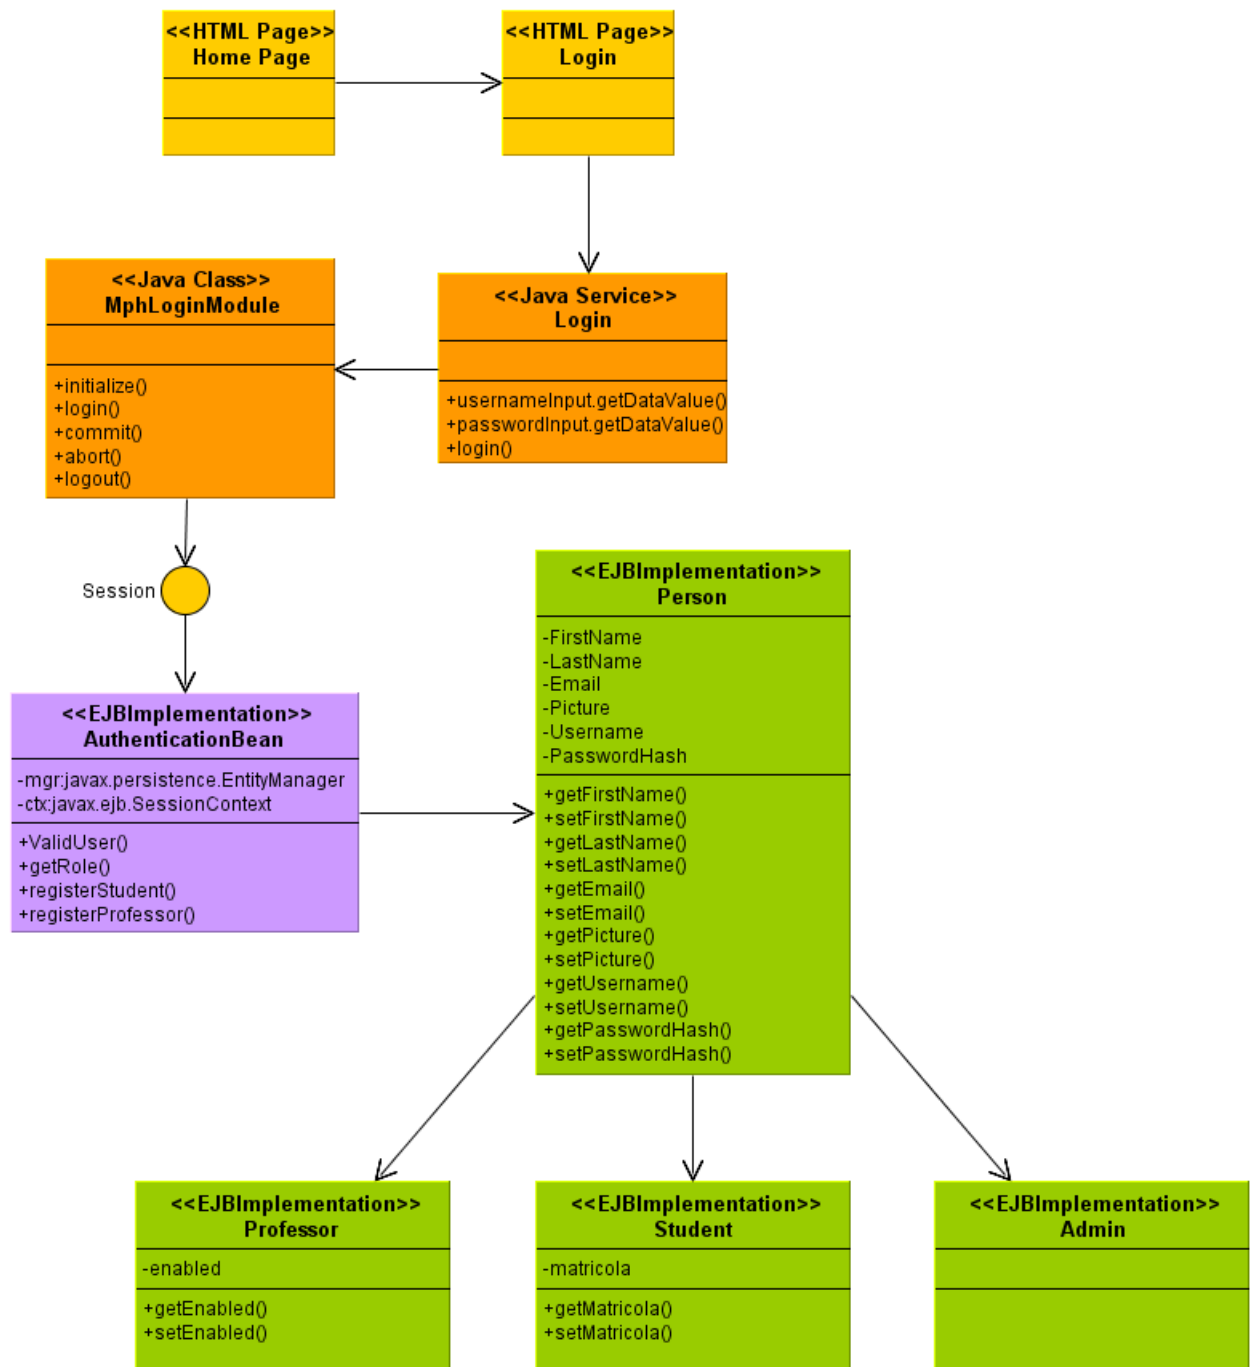 <<HTML Page>>
Home Page
<<HTML Page>>
Login
<<Java Class>>
MphLoginModule
+initialize()
+login()
+commit()
+abort()
+logout()
<<Java Service>>
Login
+usernameInput.getDataValue()
+passwordInput.getDataValue()
+login()
Session
<<EJBImplementation>>
AuthenticationBean
-mgr:javax.persistence.EntityManager
-ctx:javax.ejb.SessionContext
+ValidUser()
+getRole()
+registerStudent()
+registerProfessor()
<<EJBImplementation>>
Person
-FirstName
-LastName
-Email
-Picture
-Username
-PasswordHash
+getFirstName()
+setFirstName()
+getLastName()
+setLastName()
+getEmail()
+setEmail()
+getPicture()
+setPicture()
+getUsername()
+setUsername()
+getPasswordHash()
+setPasswordHash()
<<EJBImplementation>>
Professor
-enabled
+getEnabled()
+setEnabled()
<<EJBImplementation>>
Student
-matricola
+getMatricola()
+setMatricola()
<<EJBImplementation>>
Admin